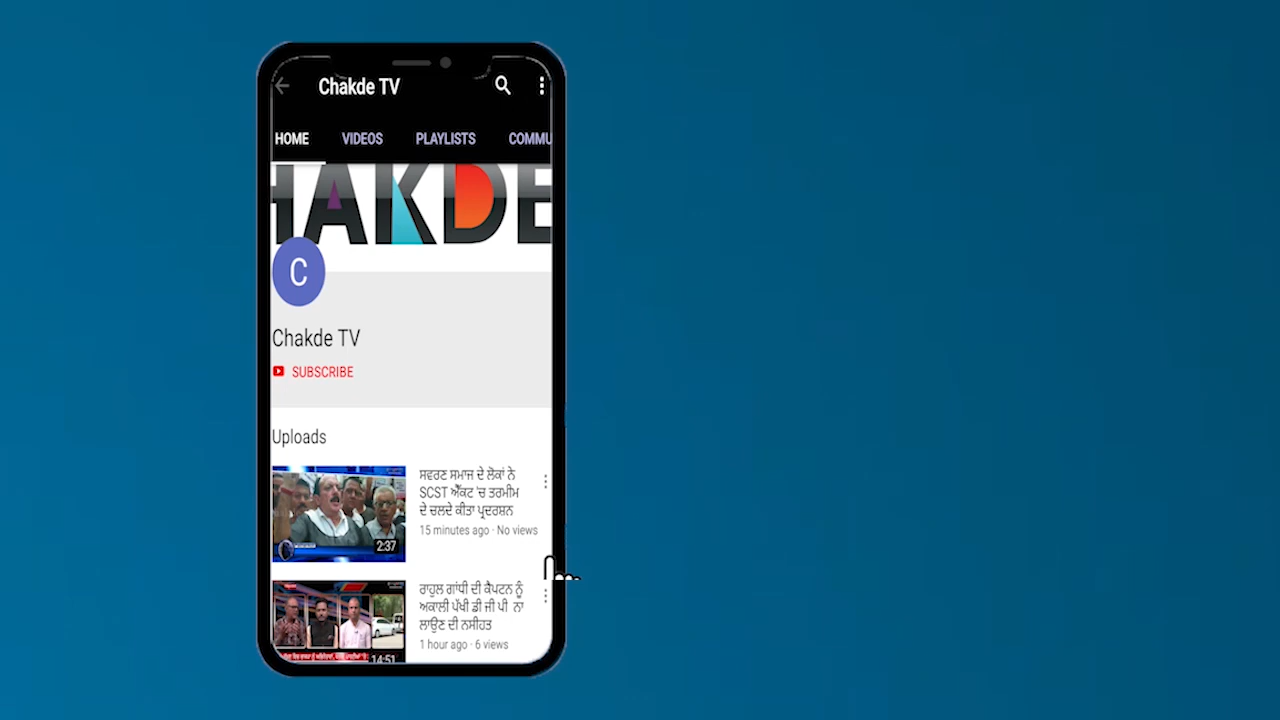 Chakde TV
HOME VIDEOS PLAYLISTS COMMU
HAKDE
C
Chakde TV
SUBSCRIBE
Uploads
ਸਵਰਣ ਸਮਾਜ ਦੇ ਲੋਕਾਂ ਨੇ
SCST ਐਕਟ 'ਚ ਤਰਮੀਮ
ਦੇ ਚਲਦੇ ਕੀਤਾ ਪ੍ਰਦਰਸ਼ਨ
15 minutes ago · No views
2:37
ਰਾਹੁਲ ਗਾਂਧੀ ਦੀ ਕੈਪਟਨ ਨੂੰ
ਅਕਾਲੀ ਪੱਖੀ ਡੀ ਜੀ ਪੀ ਨਾ
ਲਾਉਣ ਦੀ ਨਸੀਹਤ
1 hour ago · 6 views
14:51